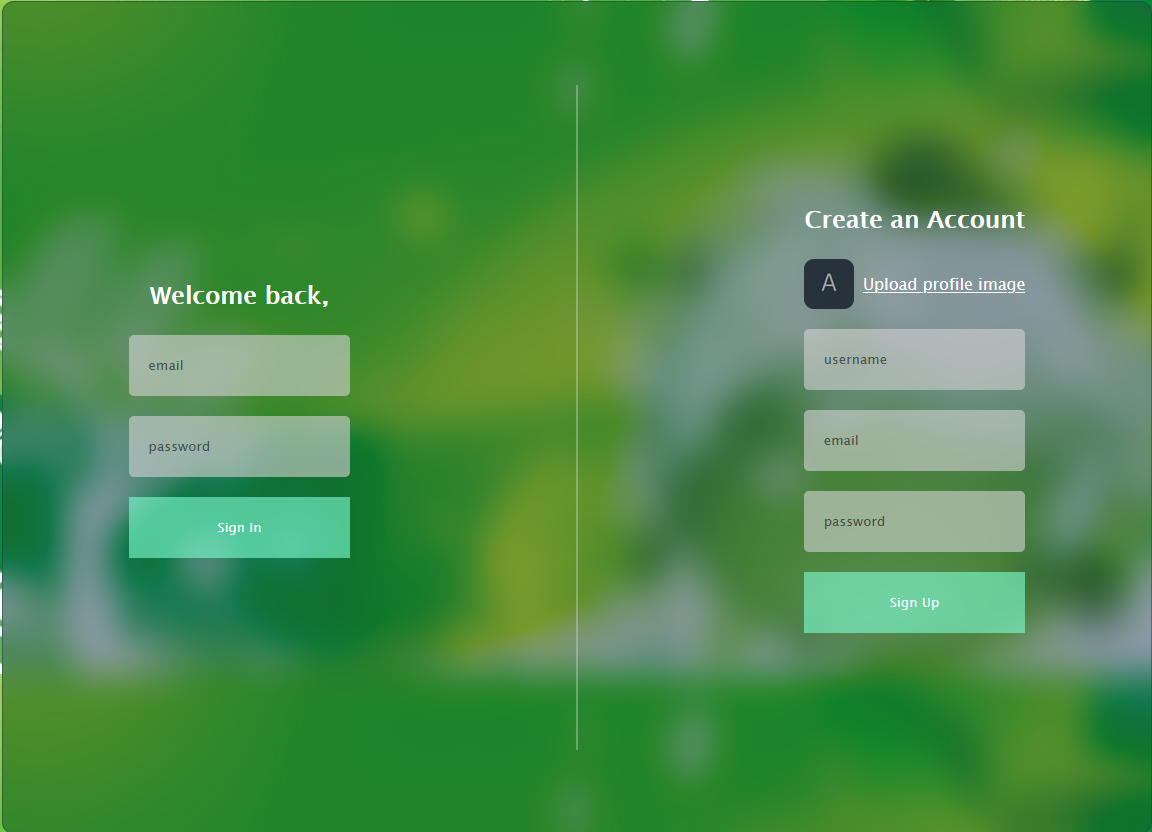 Welcome back,
email
password
Sign In
Create an Account
A
Upload profile image
username
email
password
Sign Up